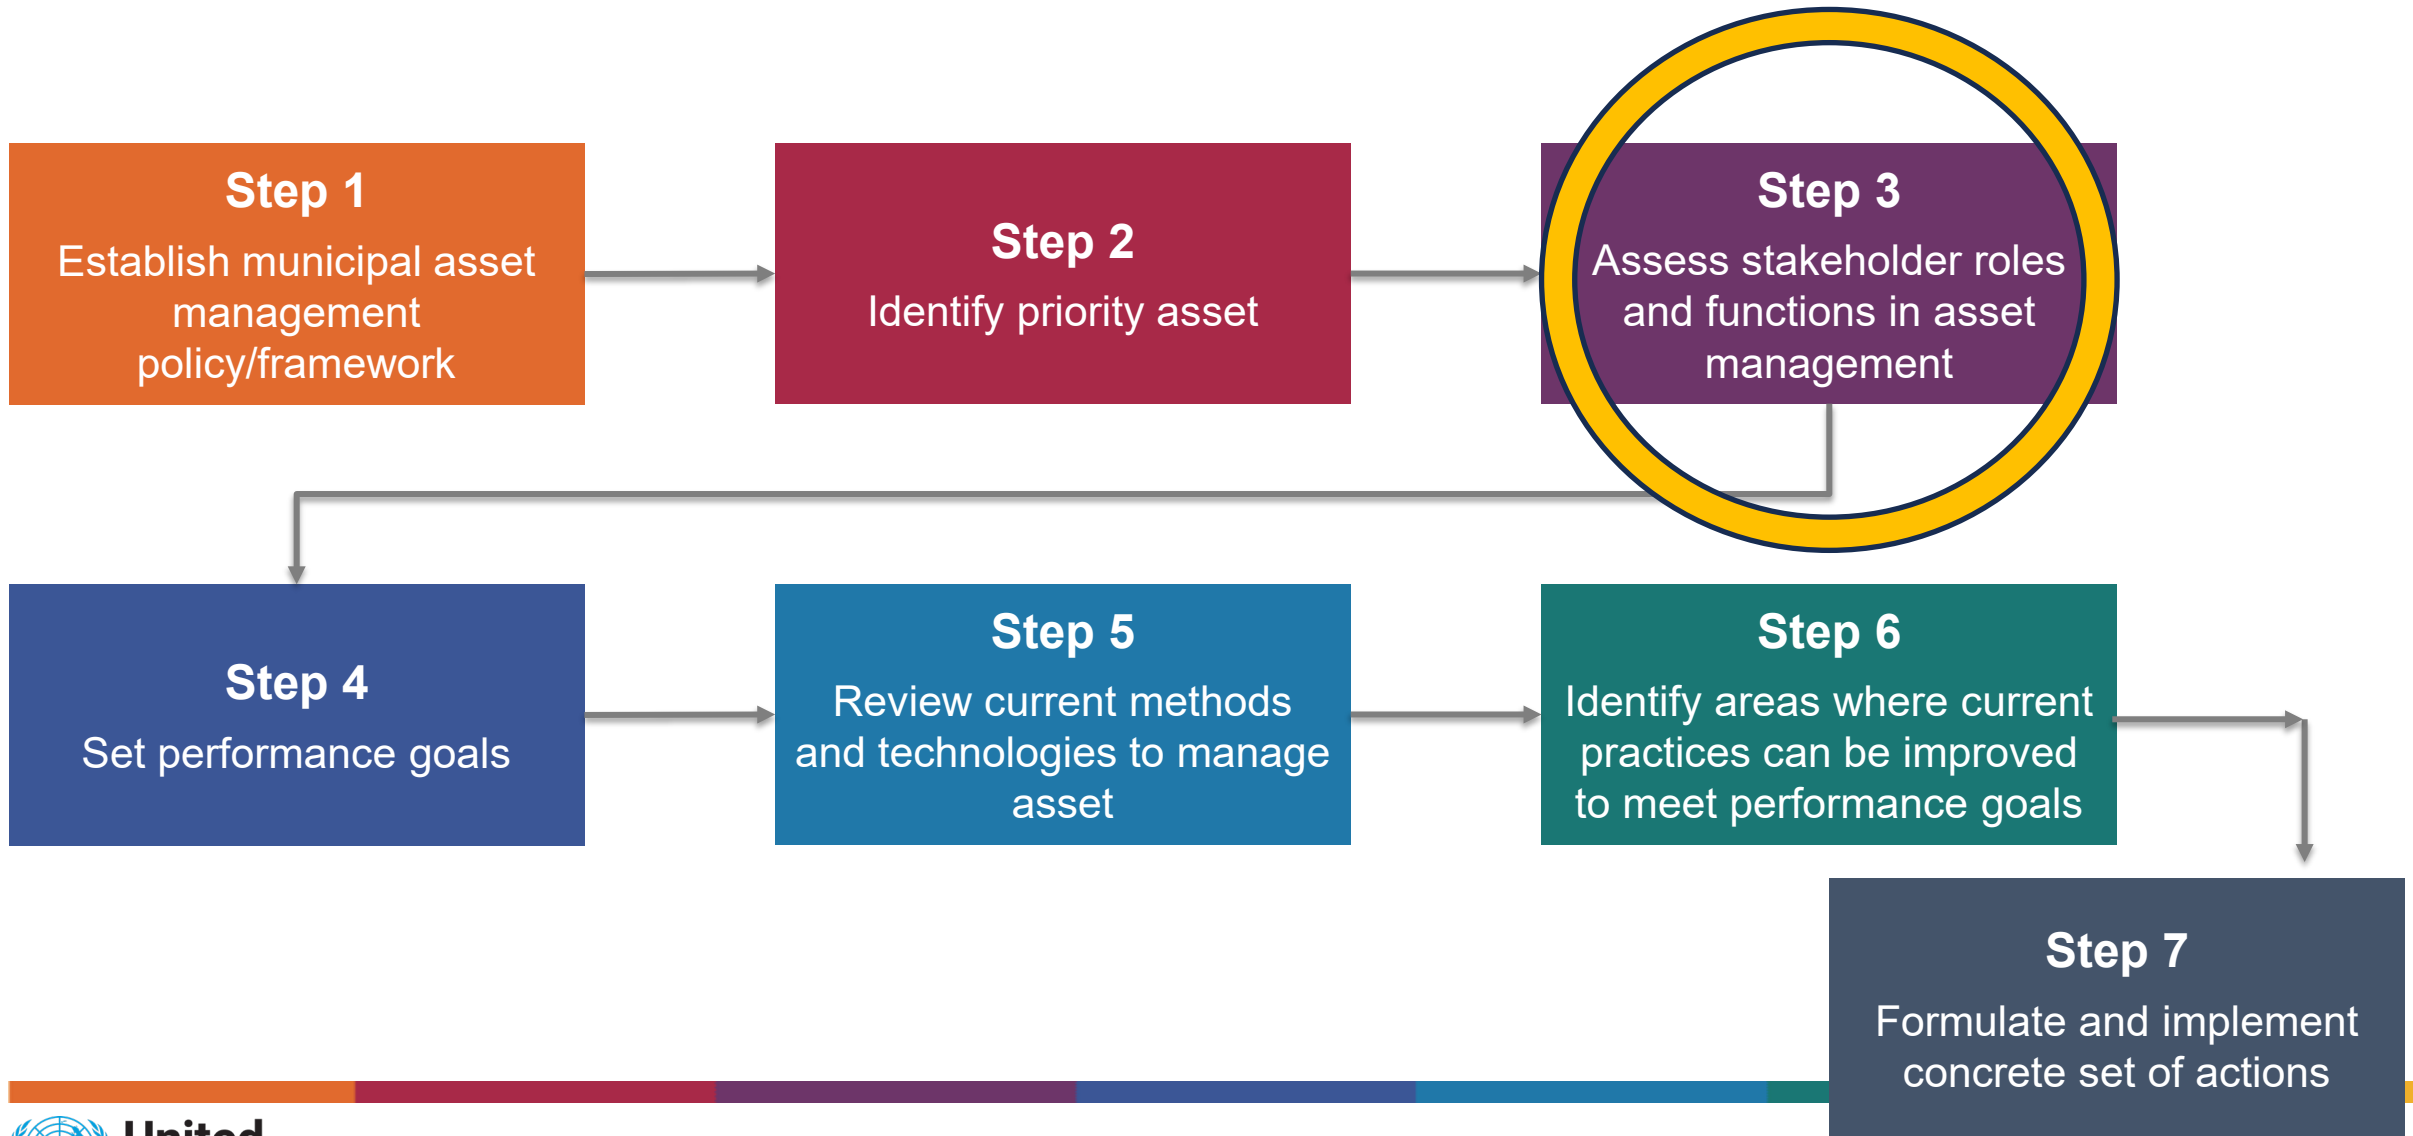 Step 1
Establish municipal asset
management
policy/framework
Step 2
Identify priority asset
Step 3
Assess stakeholder roles
and functions in asset
management
Step 4
Set performance goals
Step 5
Review current methods
and technologies to manage
asset
Step 6
Identify areas where current
practices can be improved
to meet performance goals
Step 7
Formulate and implement
concrete set of actions
United